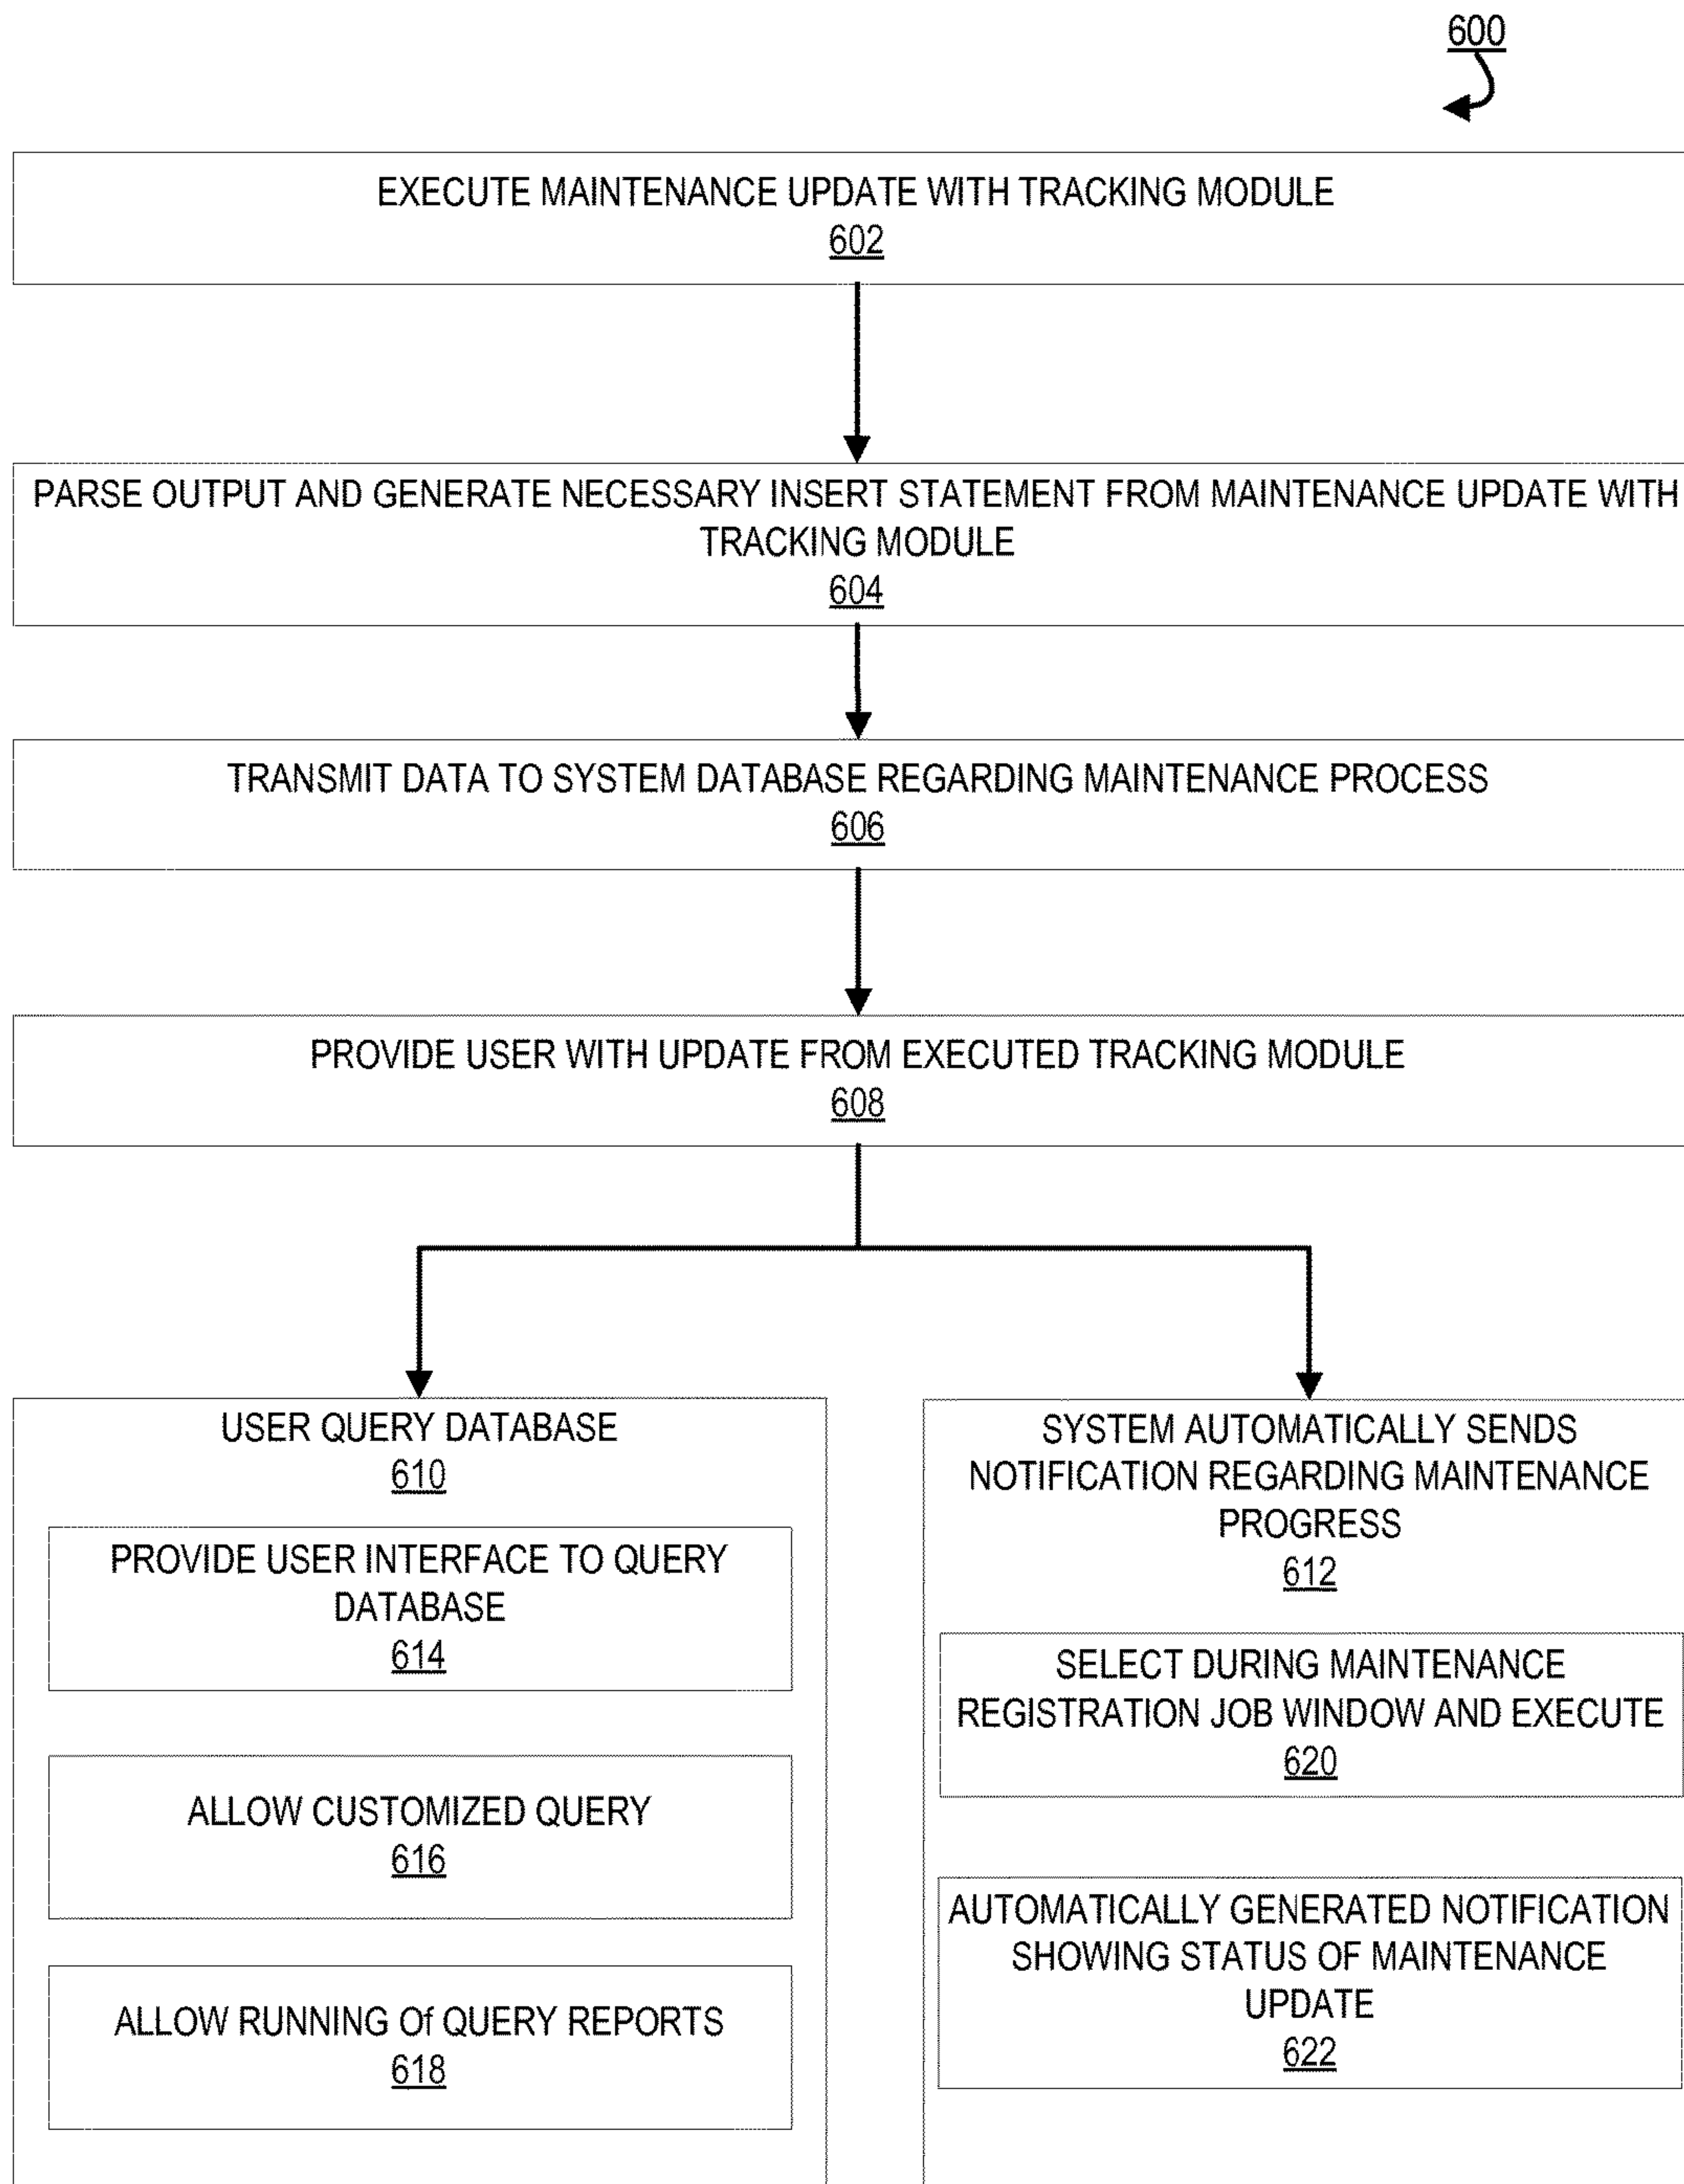 600
EXECUTE MAINTENANCE UPDATE WITH TRACKING MODULE
602
PARSE OUTPUT AND GENERATE NECESSARY INSERT STATEMENT FROM MAINTENANCE UPDATE WITH
TRACKING MODULE
604
TRANSMIT DATA TO SYSTEM DATABASE REGARDING MAINTENANCE PROCESS
606
PROVIDE USER WITH UPDATE FROM EXECUTED TRACKING MODULE
608
USER QUERY DATABASE
610
PROVIDE USER INTERFACE TO QUERY
DATABASE
614
ALLOW CUSTOMIZED QUERY
616
ALLOW RUNNING Of QUERY REPORTS
618
SYSTEM AUTOMATICALLY SENDS
NOTIFICATION REGARDING MAINTENANCE
PROGRESS
612
SELECT DURING MAINTENANCE
REGISTRATION JOB WINDOW AND EXECUTE
620
AUTOMATICALLY GENERATED NOTIFICATION
SHOWING STATUS OF MAINTENANCE
UPDATE
622